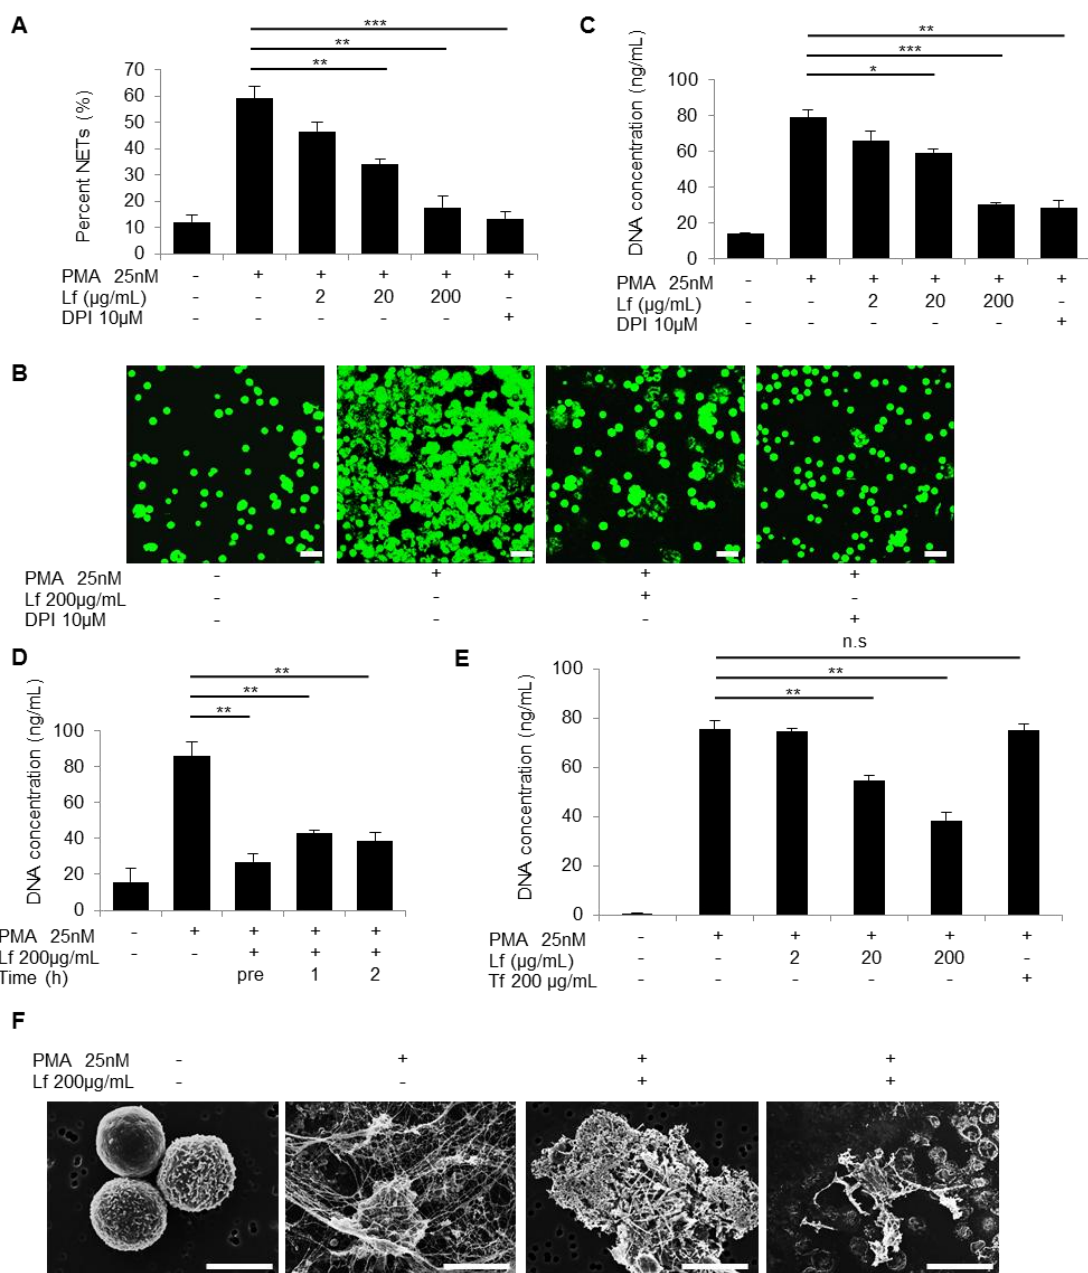 A
***
**
**
70
60
50
40
30
20
10
0
Percent NETs (%)
PMA 25nM - + + + + +
Lf (µg/mL) - - 2 20 200 -
DPI 10µM - - - - - +
C
**
***
*
100
80
60
40
20
0
DNA concentration (ng/mL)
PMA 25nM - + + + + +
Lf (µg/mL) - - 2 20 200 -
DPI 10µM - - - - - +
B
PMA 25nM - + + +
Lf 200µg/mL - - + -
DPI 10µM - - - +
D
**
**
**
100
80
60
40
20
0
DNA concentration (ng/mL)
PMA 25nM - + + + +
Lf 200µg/mL - - + + +
Time (h) pre 1 2
E
n.s
**
**
100
80
60
40
20
0
DNA concentration (ng/mL)
PMA 25nM - + + + + +
Lf (µg/mL) - - 2 20 200 -
Tf 200 µg/mL - - - - - +
F
PMA 25nM - + + +
Lf 200µg/mL - - + +